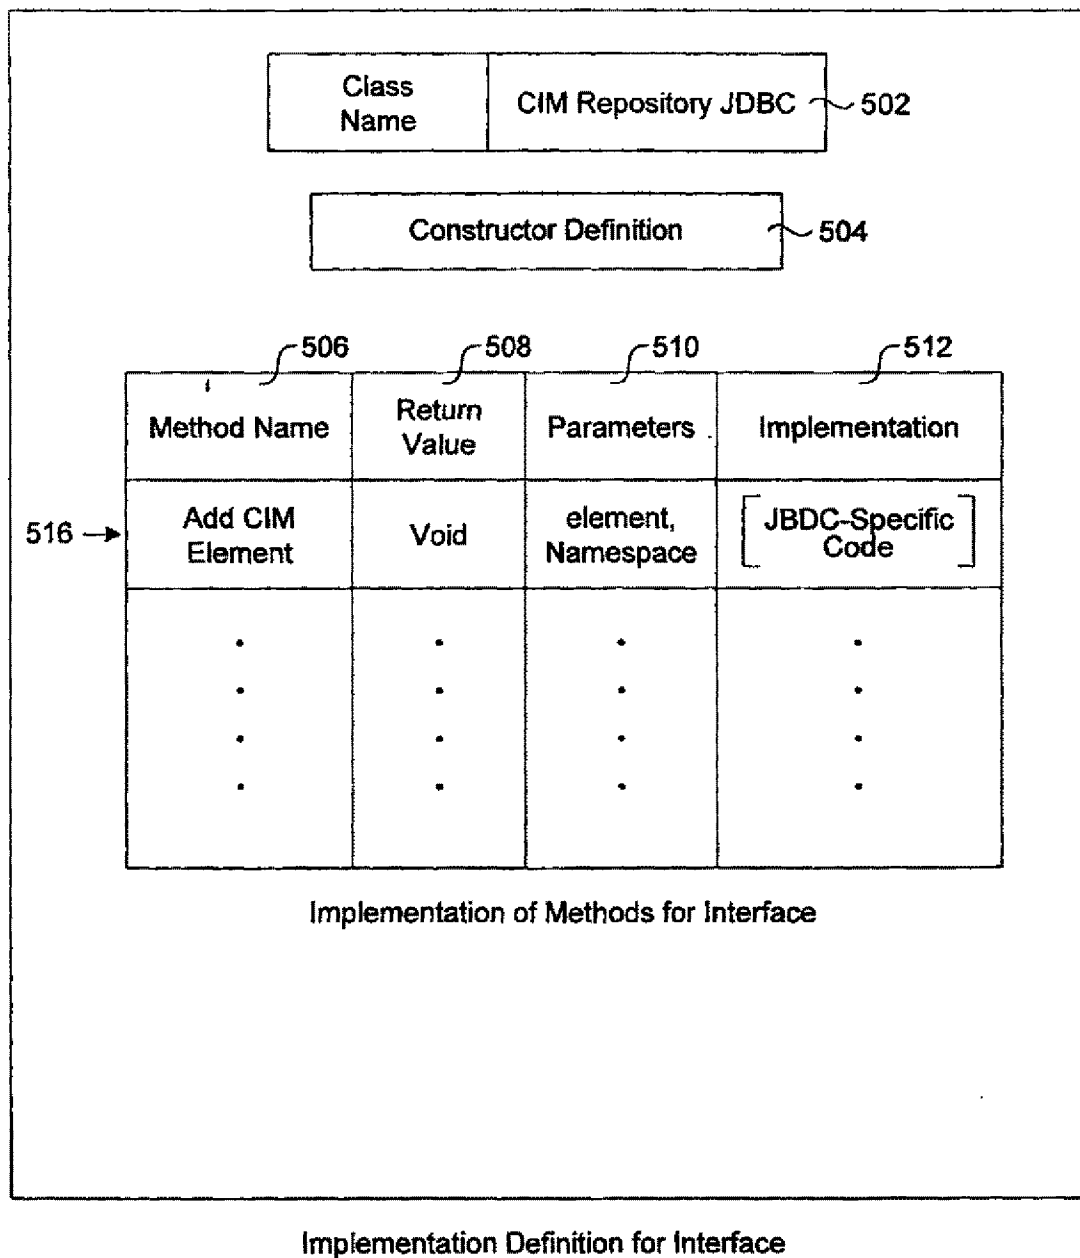 Class
Name
CIM Repository JDBC
502
Constructor Definition
504
506
508
510
512
Method Name
Return
Value
Parameters
Implementation
516
Add CIM
Element
Void
element,
Namespace
JBDC-Specific
Code
Implementation of Methods for Interface
Implementation Definition for Interface